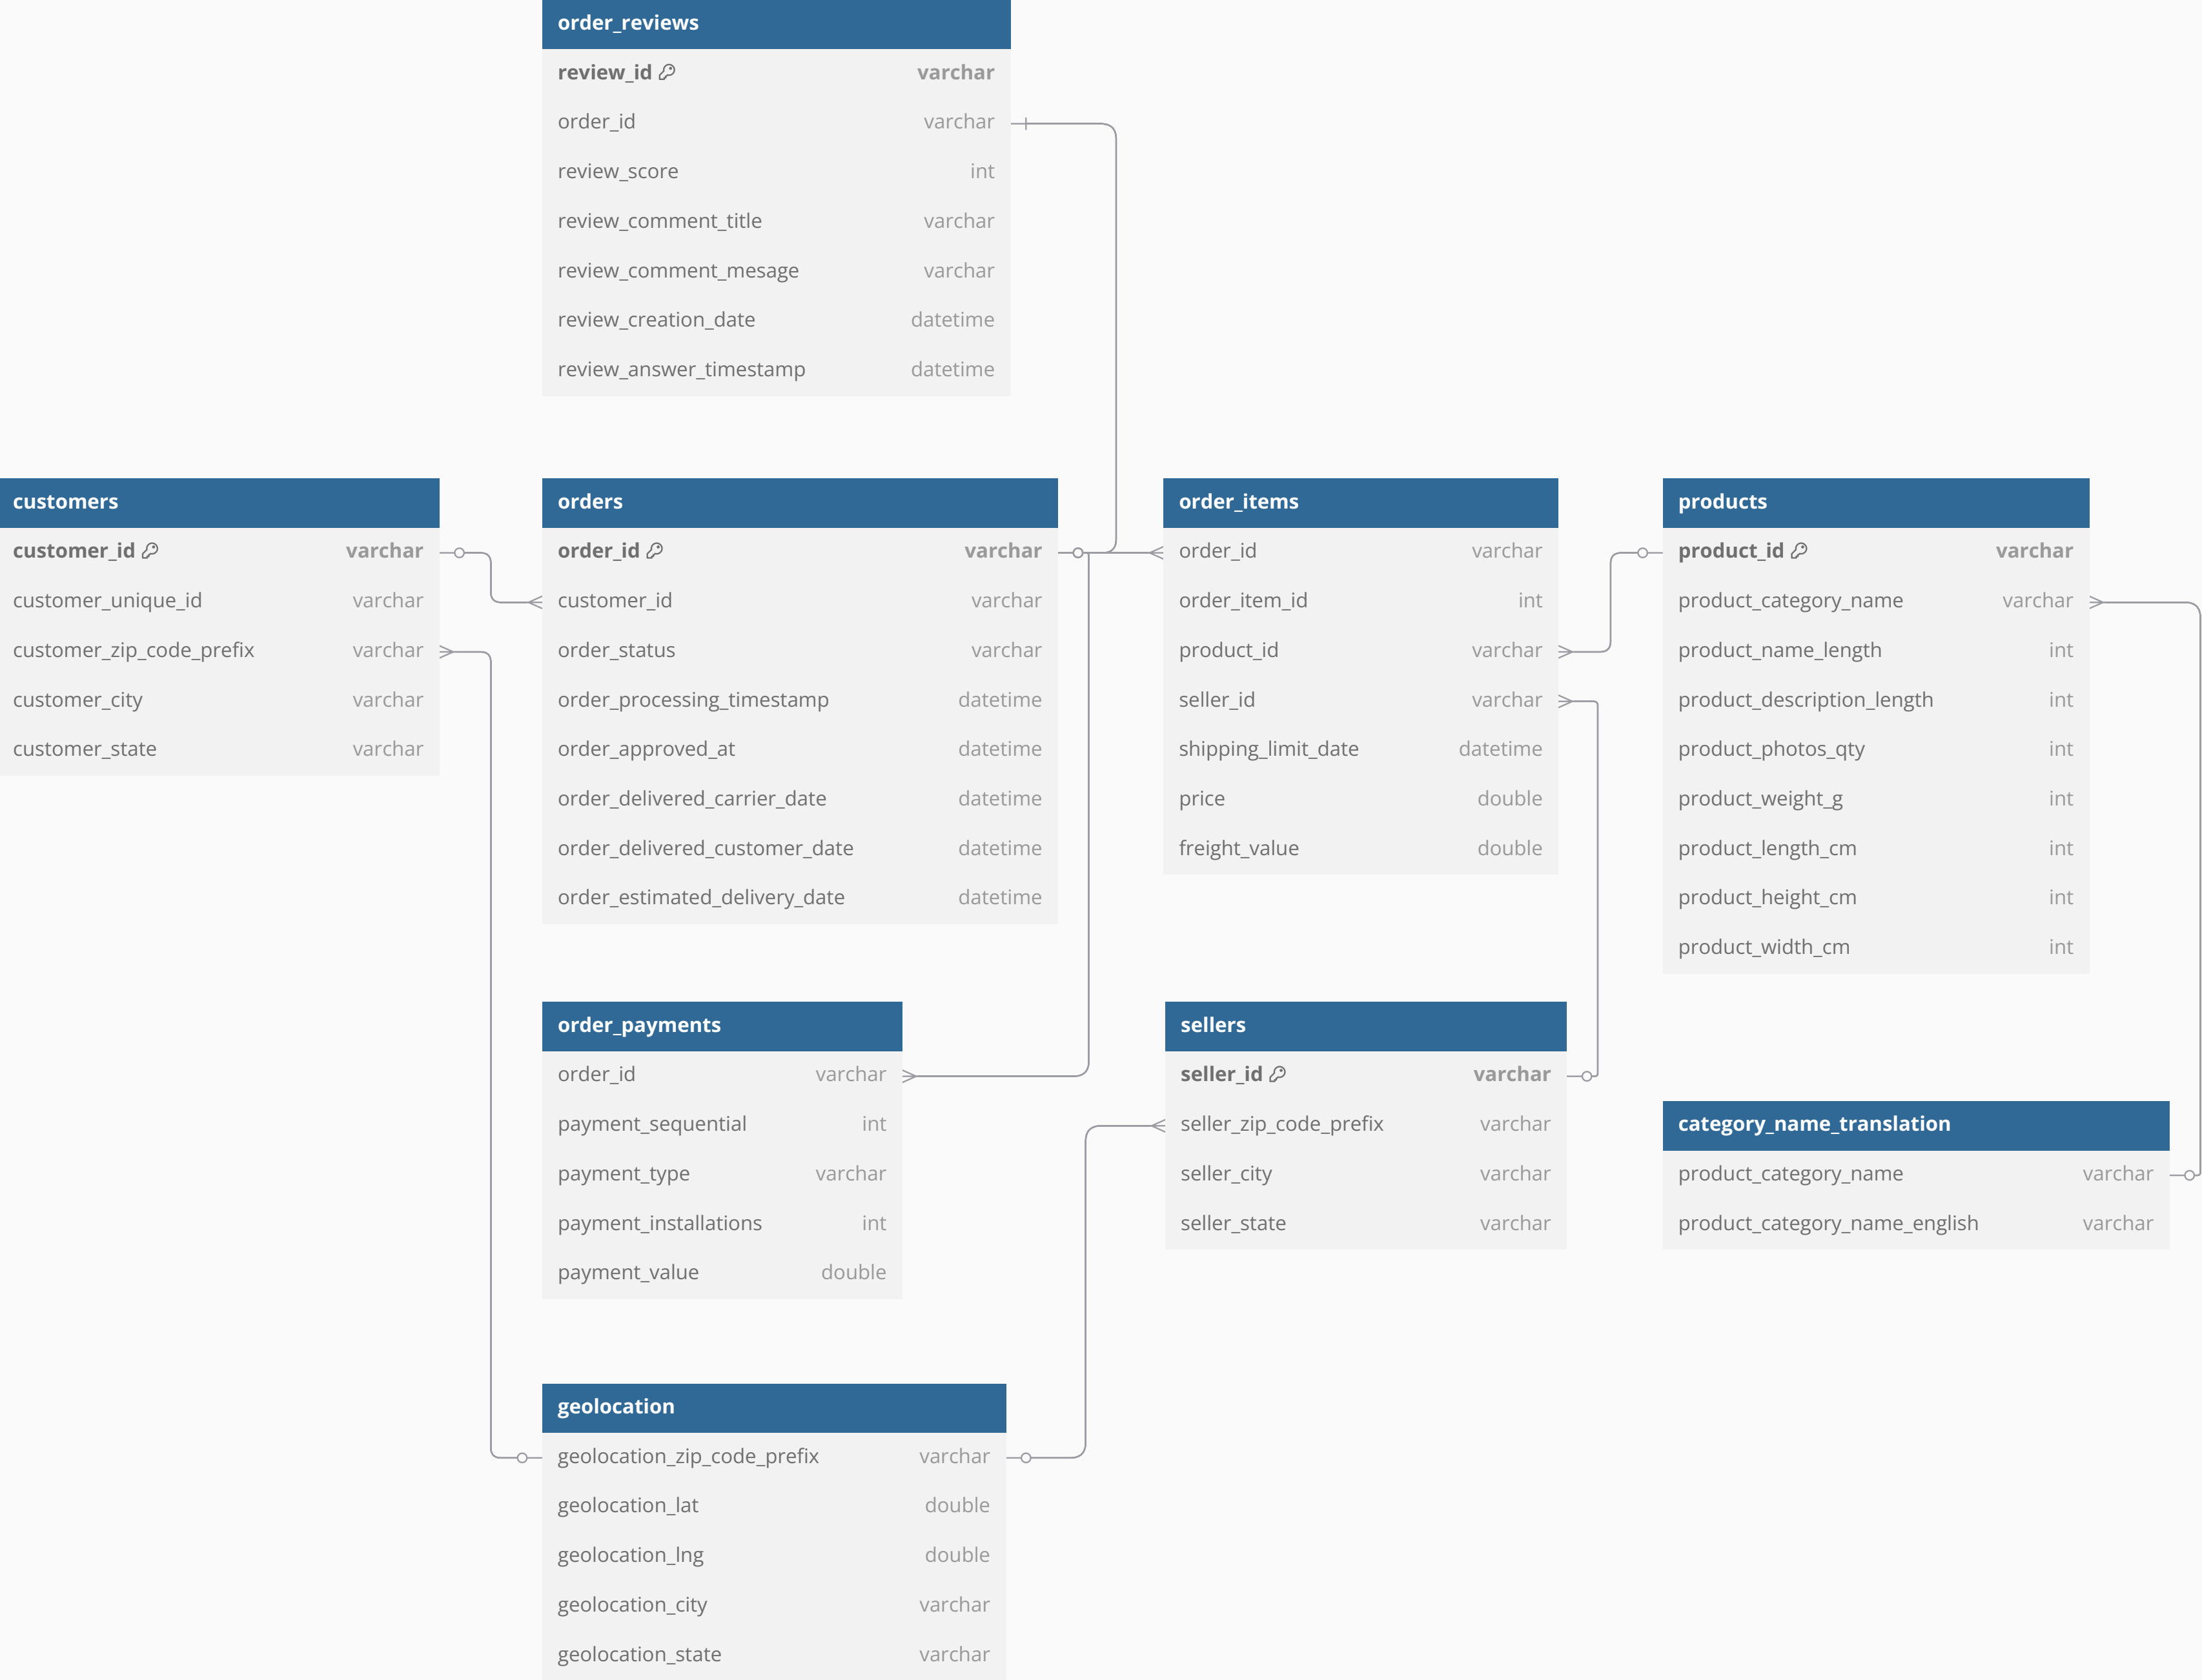 order_reviews
review_id varchar
order_id varchar
review_score int
review_comment_title varchar
review_comment_mesage varchar
review_creation_date datetime
review_answer_timestamp datetime
customers
customer_id varchar
customer_unique_id varchar
customer_zip_code_prefix varchar
customer_city varchar
customer_state varchar
orders
order_id varchar
customer_id varchar
order_status varchar
order_processing_timestamp datetime
order_approved_at datetime
order_delivered_carrier_date datetime
order_delivered_customer_date datetime
order_estimated_delivery_date datetime
order_items
order_id varchar
order_item_id int
product_id varchar
seller_id varchar
shipping_limit_date datetime
price double
freight_value double
products
product_id varchar
product_category_name varchar
product_name_length int
product_description_length int
product_photos_qty int
product_weight_g int
product_length_cm int
product_height_cm int
product_width_cm int
order_payments
order_id varchar
payment_sequential int
payment_type varchar
payment_installations int
payment_value double
sellers
seller_id varchar
seller_zip_code_prefix varchar
seller_city varchar
seller_state varchar
category_name_translation
product_category_name varchar
product_category_name_english varchar
geolocation
geolocation_zip_code_prefix varchar
geolocation_lat double
geolocation_lng double
geolocation_city varchar
geolocation_state varchar